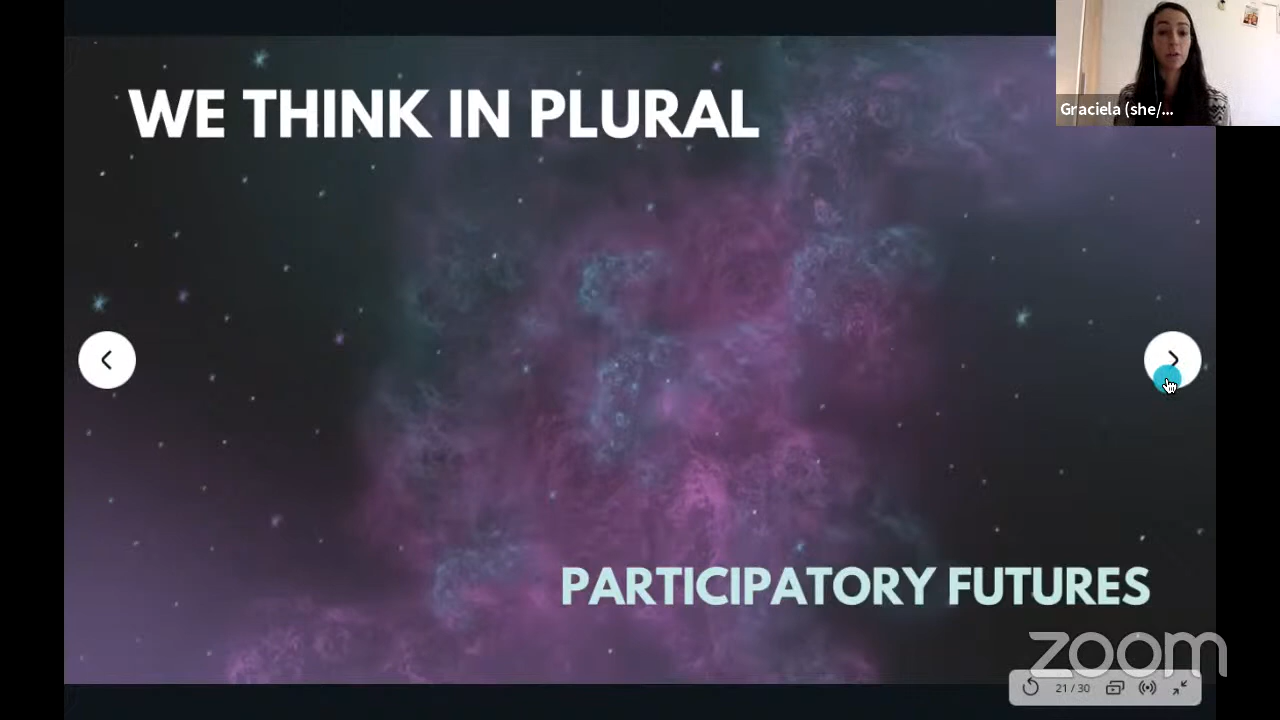 WE THINK IN PLURAL
Graciela (she/...
PARTICIPATORY FUTURES
zoom
21 / 30